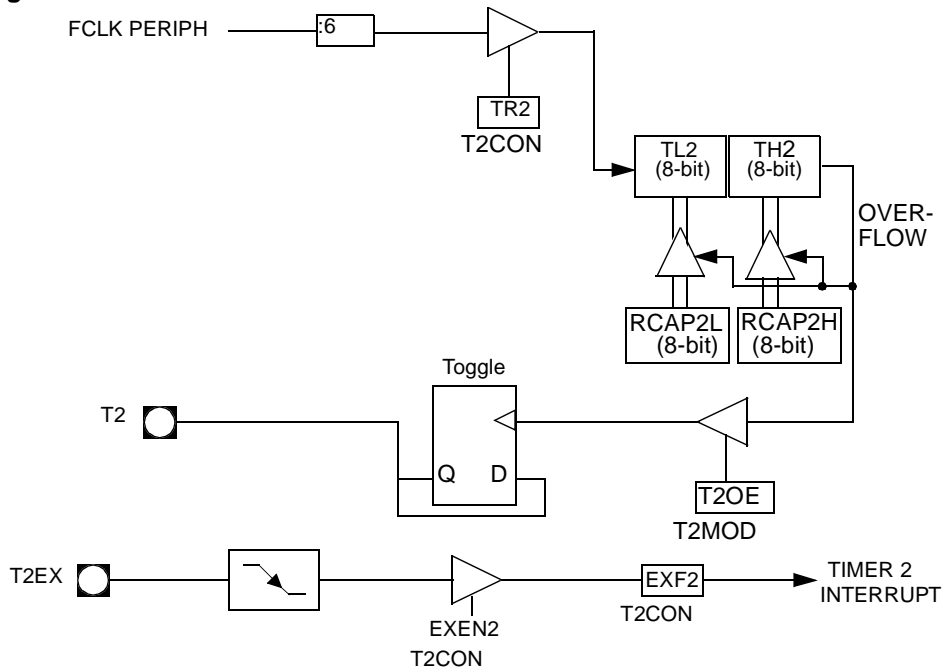 FCLK PERIPH
:6
TR2
T2CON
TL2
(8-bit)
TH2
(8-bit)
OVER-
FLOW
RCAP2L
(8-bit)
RCAP2H
(8-bit)
Toggle
T2
Q D
T2OE
T2MOD
T2EX
EXEN2
T2CON
EXF2
T2CON
TIMER 2
INTERRUPT